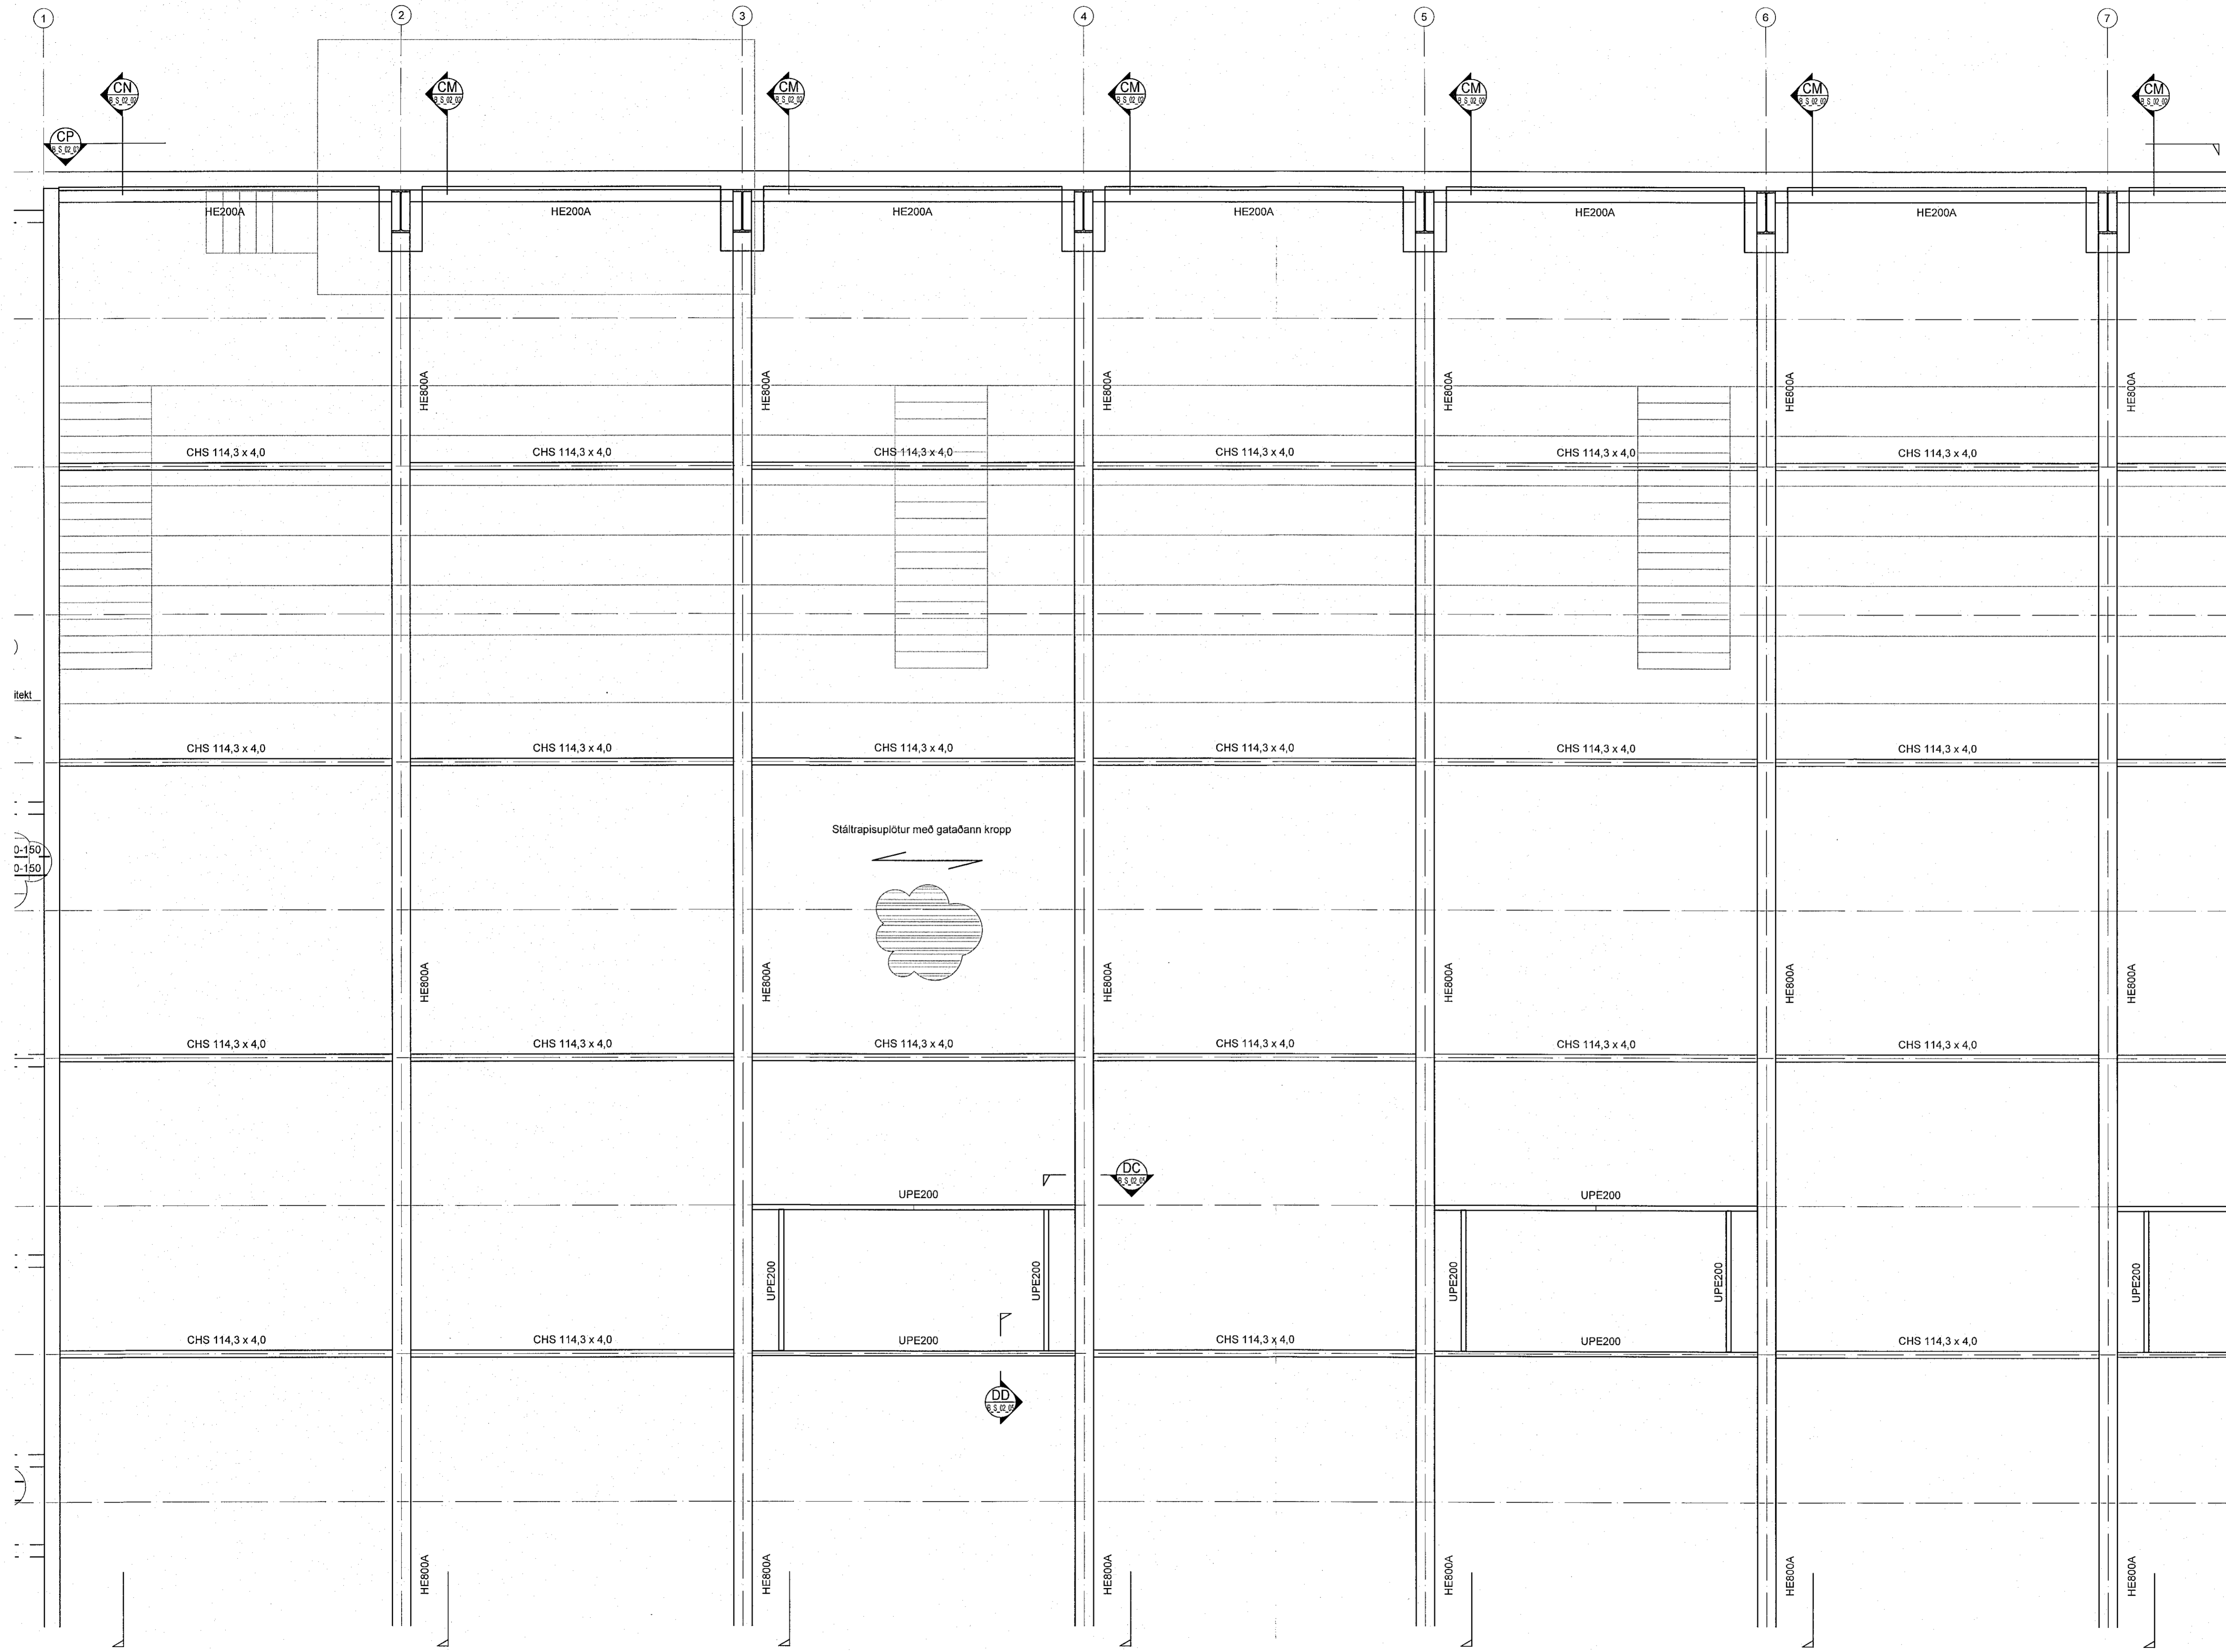 1 2 3 4 5 6 7
CN CM CM CM CM CM CM
B_S_02_02 B_S_02_02 B_S_02_02 B_S_02_02 B_S_02_02 B_S_02_02
CP
HE200A HE200A HE200A HE200A HE200A HE200A
HE800A HE800A HE800A HE800A HE800A HE800A
CHS 114,3 x 4,0 CHS 114,3 x 4,0 CHS 114,3 x 4,0 CHS 114,3 x 4,0 CHS 114,3 x 4,0 CHS 114,3 x 4,0
itekt
CHS 114,3 x 4,0 CHS 114,3 x 4,0 CHS 114,3 x 4,0 CHS 114,3 x 4,0 CHS 114,3 x 4,0 CHS 114,3 x 4,0
Stáltrapisuplötur með gataðann kropp
0-150
0-150
HE800A HE800A HE800A HE800A HE800A HE800A
CHS 114,3 x 4,0 CHS 114,3 x 4,0 CHS 114,3 x 4,0 CHS 114,3 x 4,0 CHS 114,3 x 4,0 CHS 114,3 x 4,0
DC
B_S_02_05
UPE200 UPE200
UPE200 UPE200 UPE200 UPE200 UPE200
CHS 114,3 x 4,0 CHS 114,3 x 4,0 UPE200 CHS 114,3 x 4,0 UPE200 CHS 114,3 x 4,0
DD
B_S_02_05
HE800A HE800A HE800A HE800A HE800A HE800A